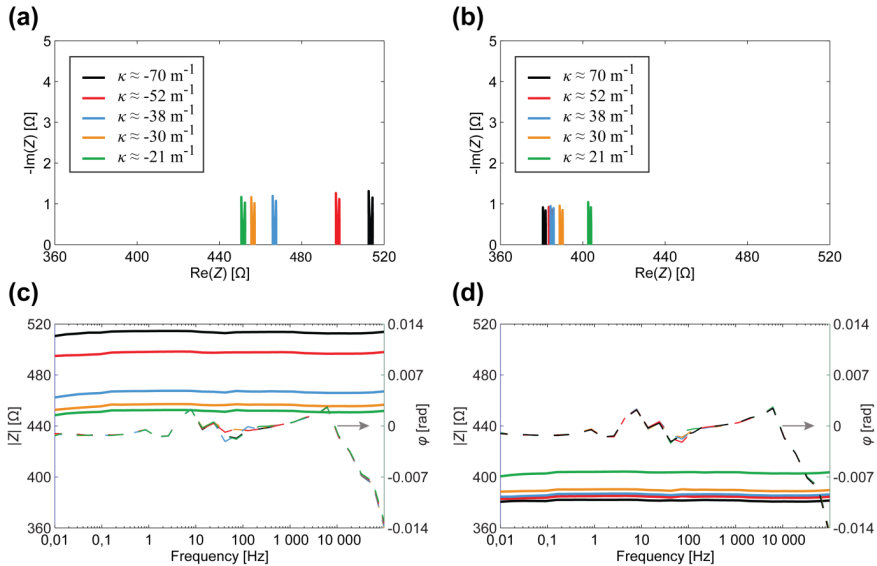 (a)
5
4
3
2
1
0
-Im(Z) [Ω]
κ ≈ -70 m⁻¹
κ ≈ -52 m⁻¹
κ ≈ -38 m⁻¹
κ ≈ -30 m⁻¹
κ ≈ -21 m⁻¹
360 400 440 480 520
Re(Z) [Ω]
(b)
5
4
3
2
1
0
-Im(Z) [Ω]
κ ≈ 70 m⁻¹
κ ≈ 52 m⁻¹
κ ≈ 38 m⁻¹
κ ≈ 30 m⁻¹
κ ≈ 21 m⁻¹
360 400 440 480 520
Re(Z) [Ω]
(c)
520
480
440
400
360
|Z| [Ω]
0.014
0.007
0
-0.007
-0.014
φ [rad]
0,01 0,1 1 10 100 1 000 10 000
Frequency [Hz]
(d)
520
480
440
400
360
|Z| [Ω]
0.014
0.007
0
-0.007
-0.014
φ [rad]
0,01 0,1 1 10 100 1 000 10 000
Frequency [Hz]